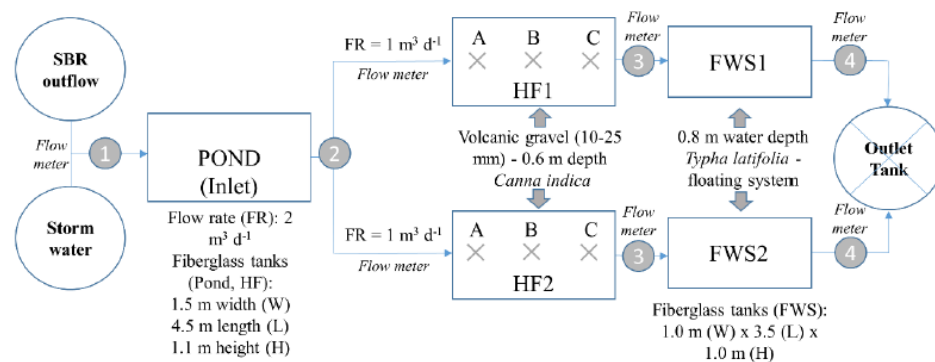 SBR
outflow
Flow
meter
1
Storm
water
POND
(Inlet)
Flow rate (FR): 2
m³ d⁻¹
Fiberglass tanks
(Pond, HF):
1.5 m width (W)
4.5 m length (L)
1.1 m height (H)
2
FR = 1 m³ d⁻¹
Flow meter
A B C
HF1
Flow
meter
3
FWS1
Flow
meter
4
Volcanic gravel (10-25
mm) - 0.6 m depth
Canna indica
0.8 m water depth
Typha latifolia -
floating system
Outlet
Tank
FR = 1 m³ d⁻¹
Flow meter
A B C
HF2
Flow
meter
3
FWS2
Flow
meter
4
Fiberglass tanks (FWS):
1.0 m (W) x 3.5 (L) x
1.0 m (H)